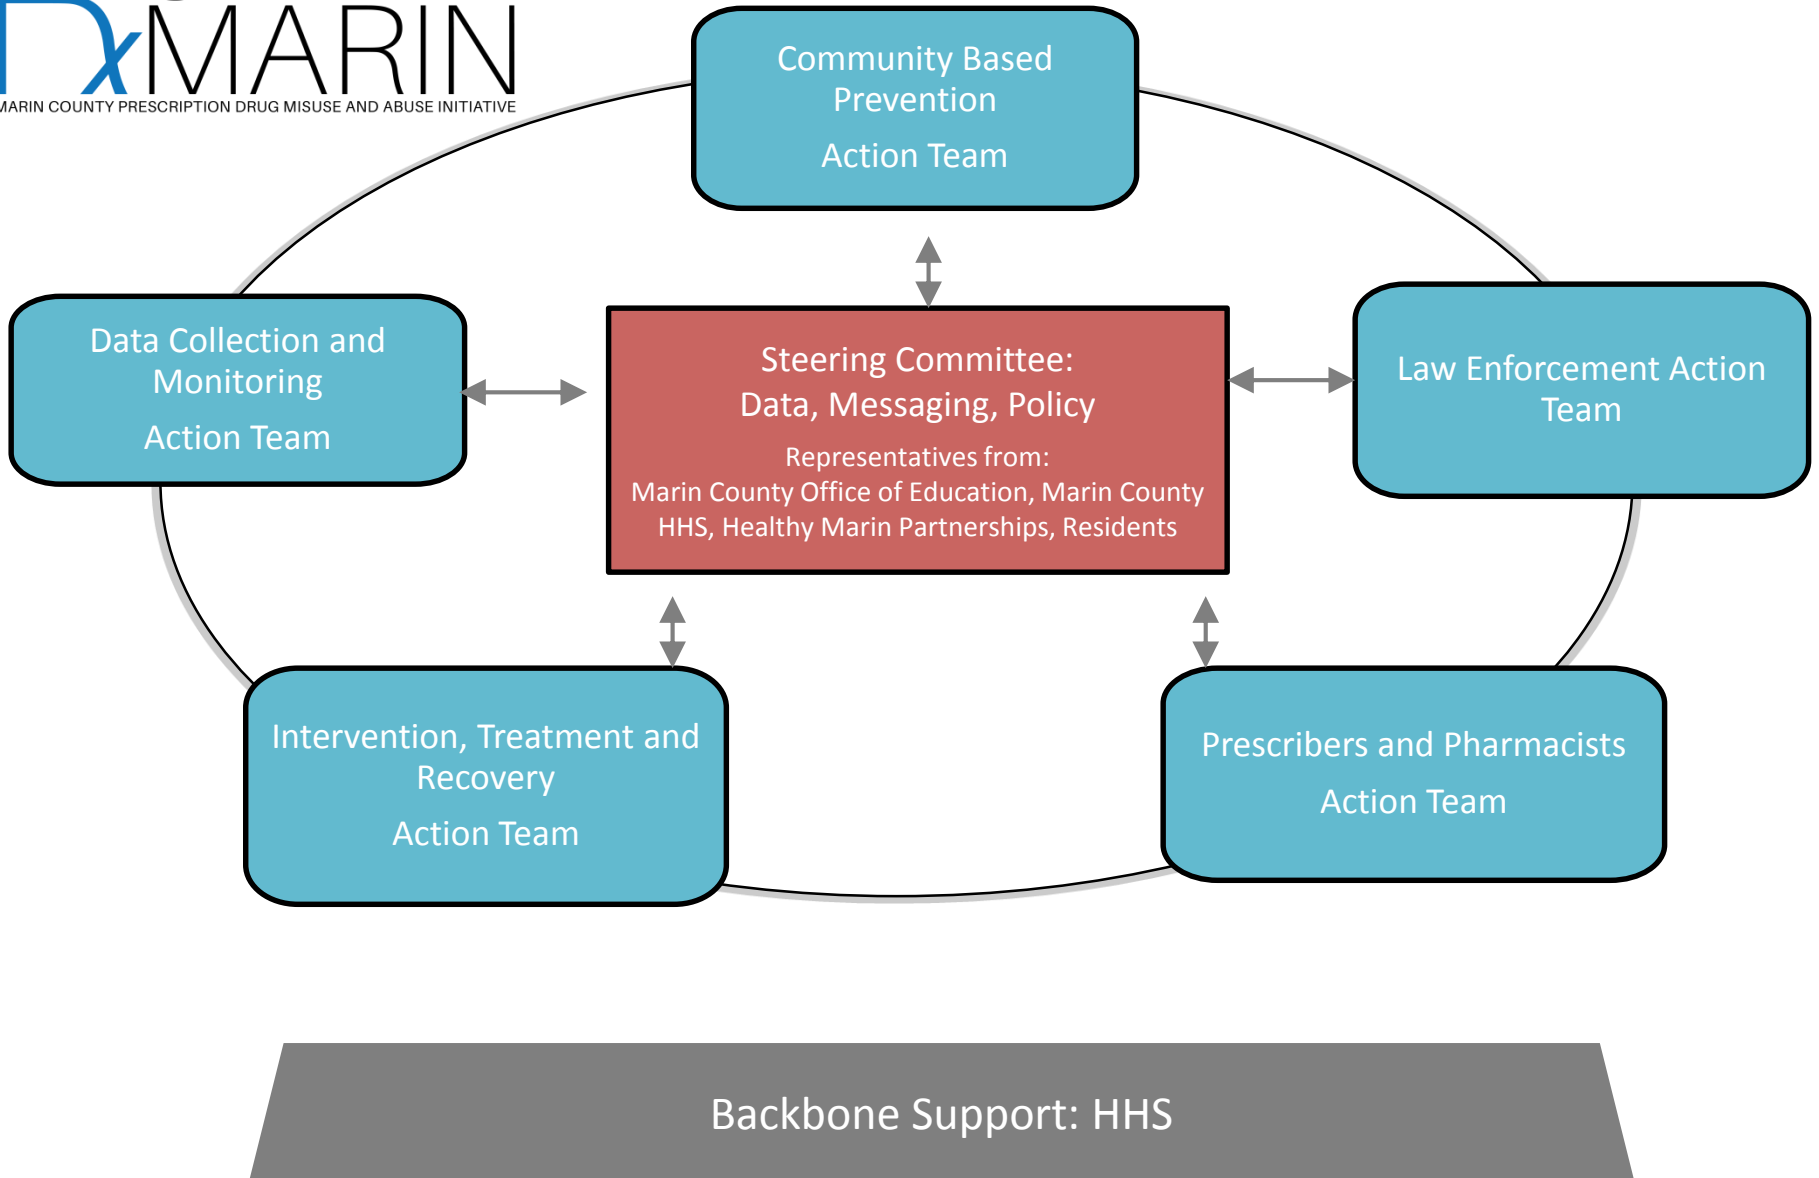 RxMARIN
MARIN COUNTY PRESCRIPTION DRUG MISUSE AND ABUSE INITIATIVE
Community Based
Prevention
Action Team
Data Collection and
Monitoring
Action Team
Steering Committee:
Data, Messaging, Policy
Representatives from:
Marin County Office of Education, Marin County
HHS, Healthy Marin Partnerships, Residents
Law Enforcement Action
Team
Intervention, Treatment and
Recovery
Action Team
Prescribers and Pharmacists
Action Team
Backbone Support: HHS